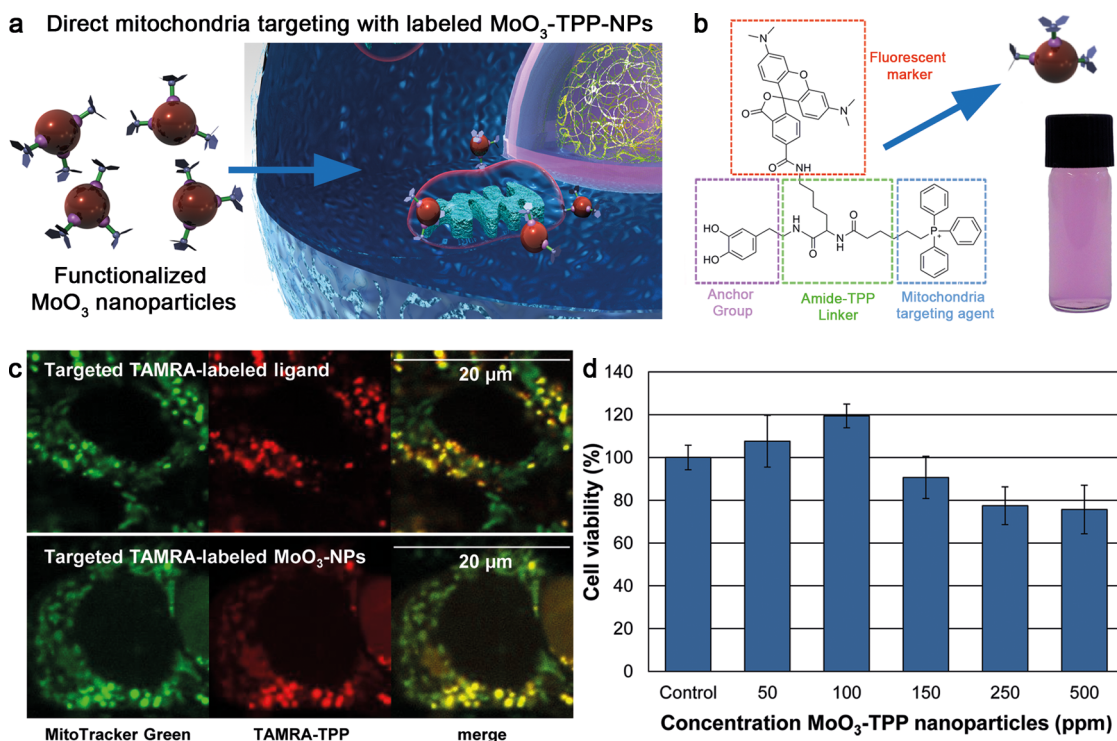 a Direct mitochondria targeting with labeled MoO3-TPP-NPs
Functionalized
MoO3 nanoparticles
b
Fluorescent
marker
N
O
N
O
O
O
NH
HO
OH
H
N
O
N
H
O
P
+
Anchor
Group
Amide-TPP
Linker
Mitochondria
targeting agent
c
Targeted TAMRA-labeled ligand
20 µm
Targeted TAMRA-labeled MoO3-NPs
20 µm
MitoTracker Green TAMRA-TPP merge
d
Cell viability (%)
140
120
100
80
60
40
20
0
Control 50 100 150 250 500
Concentration MoO3-TPP nanoparticles (ppm)